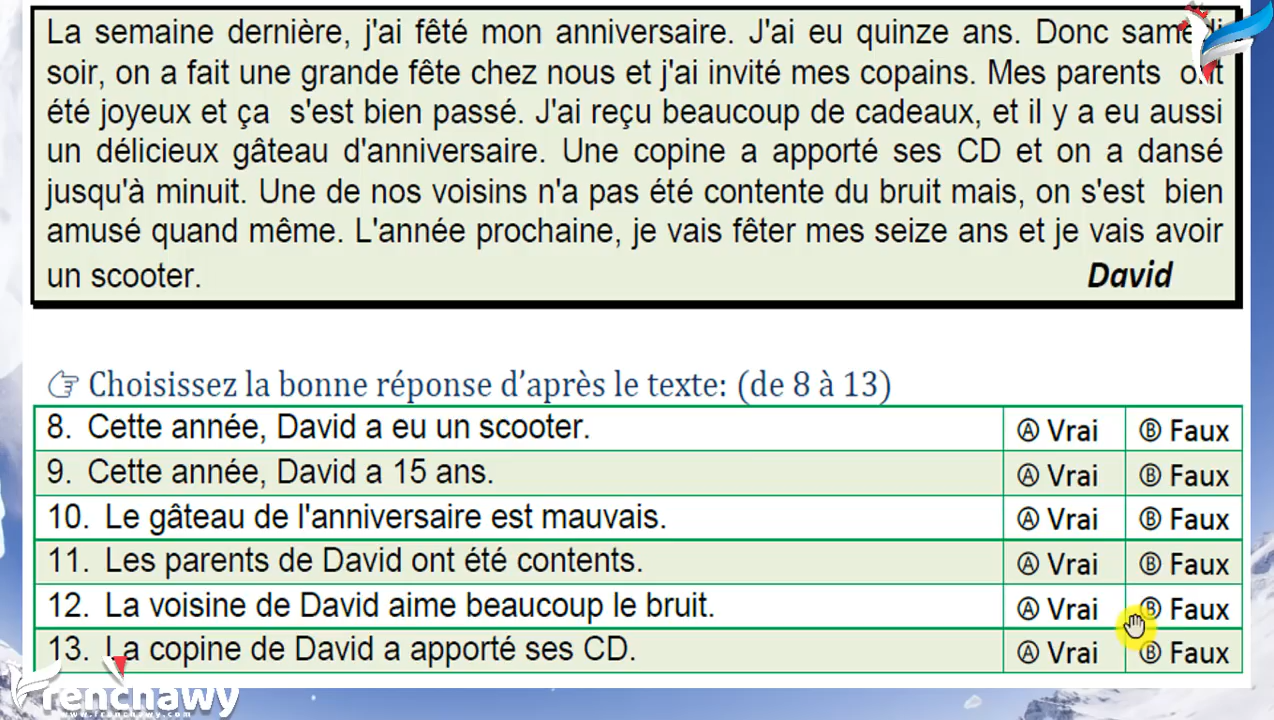 La semaine dernière, j'ai fêté mon anniversaire. J'ai eu quinze ans. Donc samedi
soir, on a fait une grande fête chez nous et j'ai invité mes copains. Mes parents ont
été joyeux et ça s'est bien passé. J'ai reçu beaucoup de cadeaux, et il y a eu aussi
un délicieux gâteau d'anniversaire. Une copine a apporté ses CD et on a dansé
jusqu'à minuit. Une de nos voisins n'a pas été contente du bruit mais, on s'est bien
amusé quand même. L'année prochaine, je vais fêter mes seize ans et je vais avoir
un scooter. David
☞ Choisissez la bonne réponse d'après le texte: (de 8 à 13)
8. Cette année, David a eu un scooter. Ⓐ Vrai Ⓑ Faux
9. Cette année, David a 15 ans. Ⓐ Vrai Ⓑ Faux
10. Le gâteau de l'anniversaire est mauvais. Ⓐ Vrai Ⓑ Faux
11. Les parents de David ont été contents. Ⓐ Vrai Ⓑ Faux
12. La voisine de David aime beaucoup le bruit. Ⓐ Vrai Ⓑ Faux
13. La copine de David a apporté ses CD. Ⓐ Vrai Ⓑ Faux
Frenchawy
www.frenchawy.com